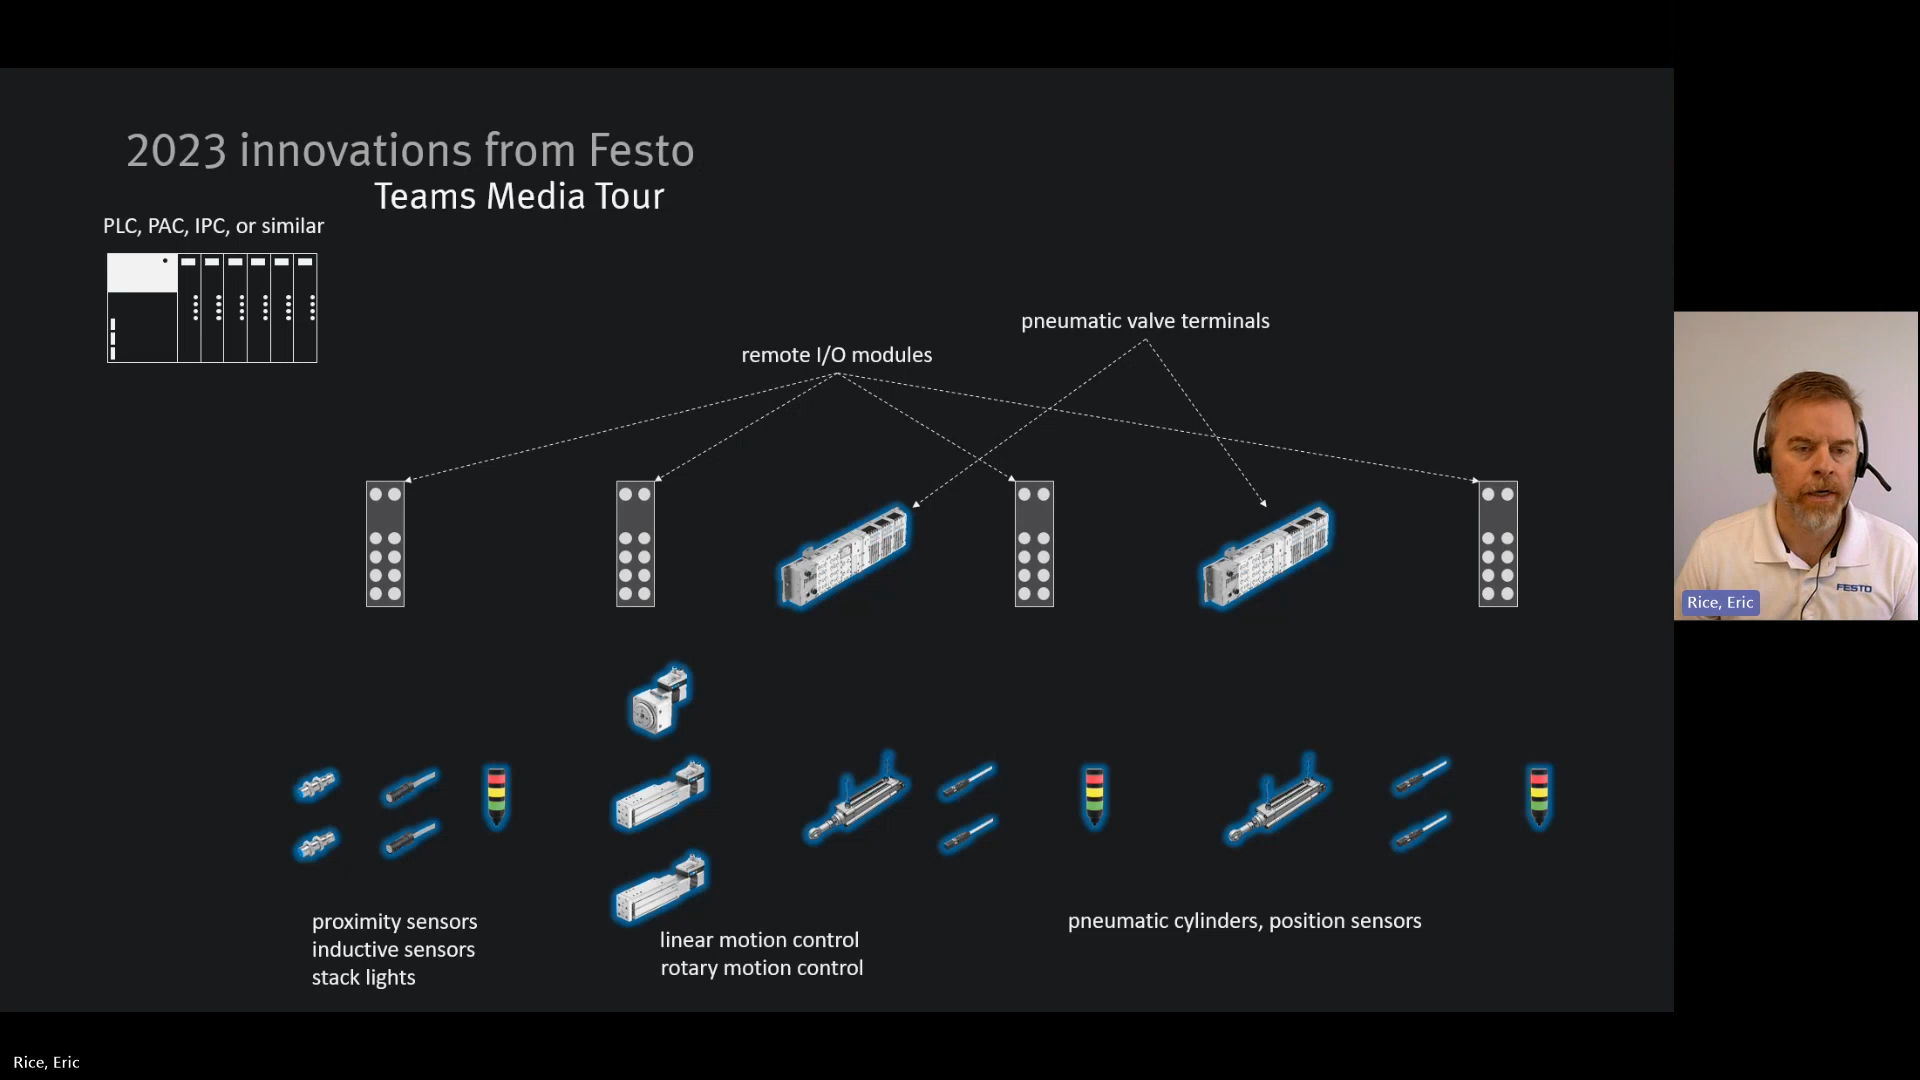 2023 innovations from Festo
Teams Media Tour
PLC, PAC, IPC, or similar
pneumatic valve terminals
remote I/O modules
proximity sensors
inductive sensors
stack lights
linear motion control
rotary motion control
pneumatic cylinders, position sensors
FESTO
Rice, Eric
Rice, Eric